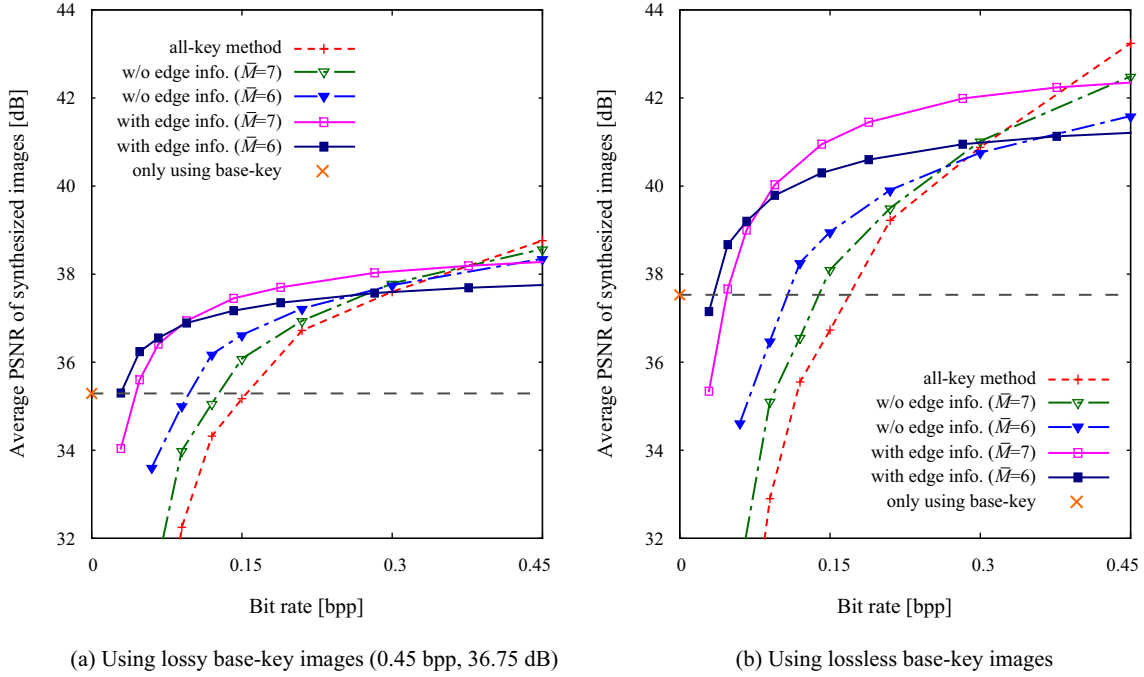 44
42
40
38
36
34
32
Average PSNR of synthesized images [dB]
all-key method
w/o edge info. (M̄=7)
w/o edge info. (M̄=6)
with edge info. (M̄=7)
with edge info. (M̄=6)
only using base-key
0
0.15
0.3
0.45
Bit rate [bpp]
(a) Using lossy base-key images (0.45 bpp, 36.75 dB)
44
42
40
38
36
34
32
Average PSNR of synthesized images [dB]
all-key method
w/o edge info. (M̄=7)
w/o edge info. (M̄=6)
with edge info. (M̄=7)
with edge info. (M̄=6)
only using base-key
0
0.15
0.3
0.45
Bit rate [bpp]
(b) Using lossless base-key images